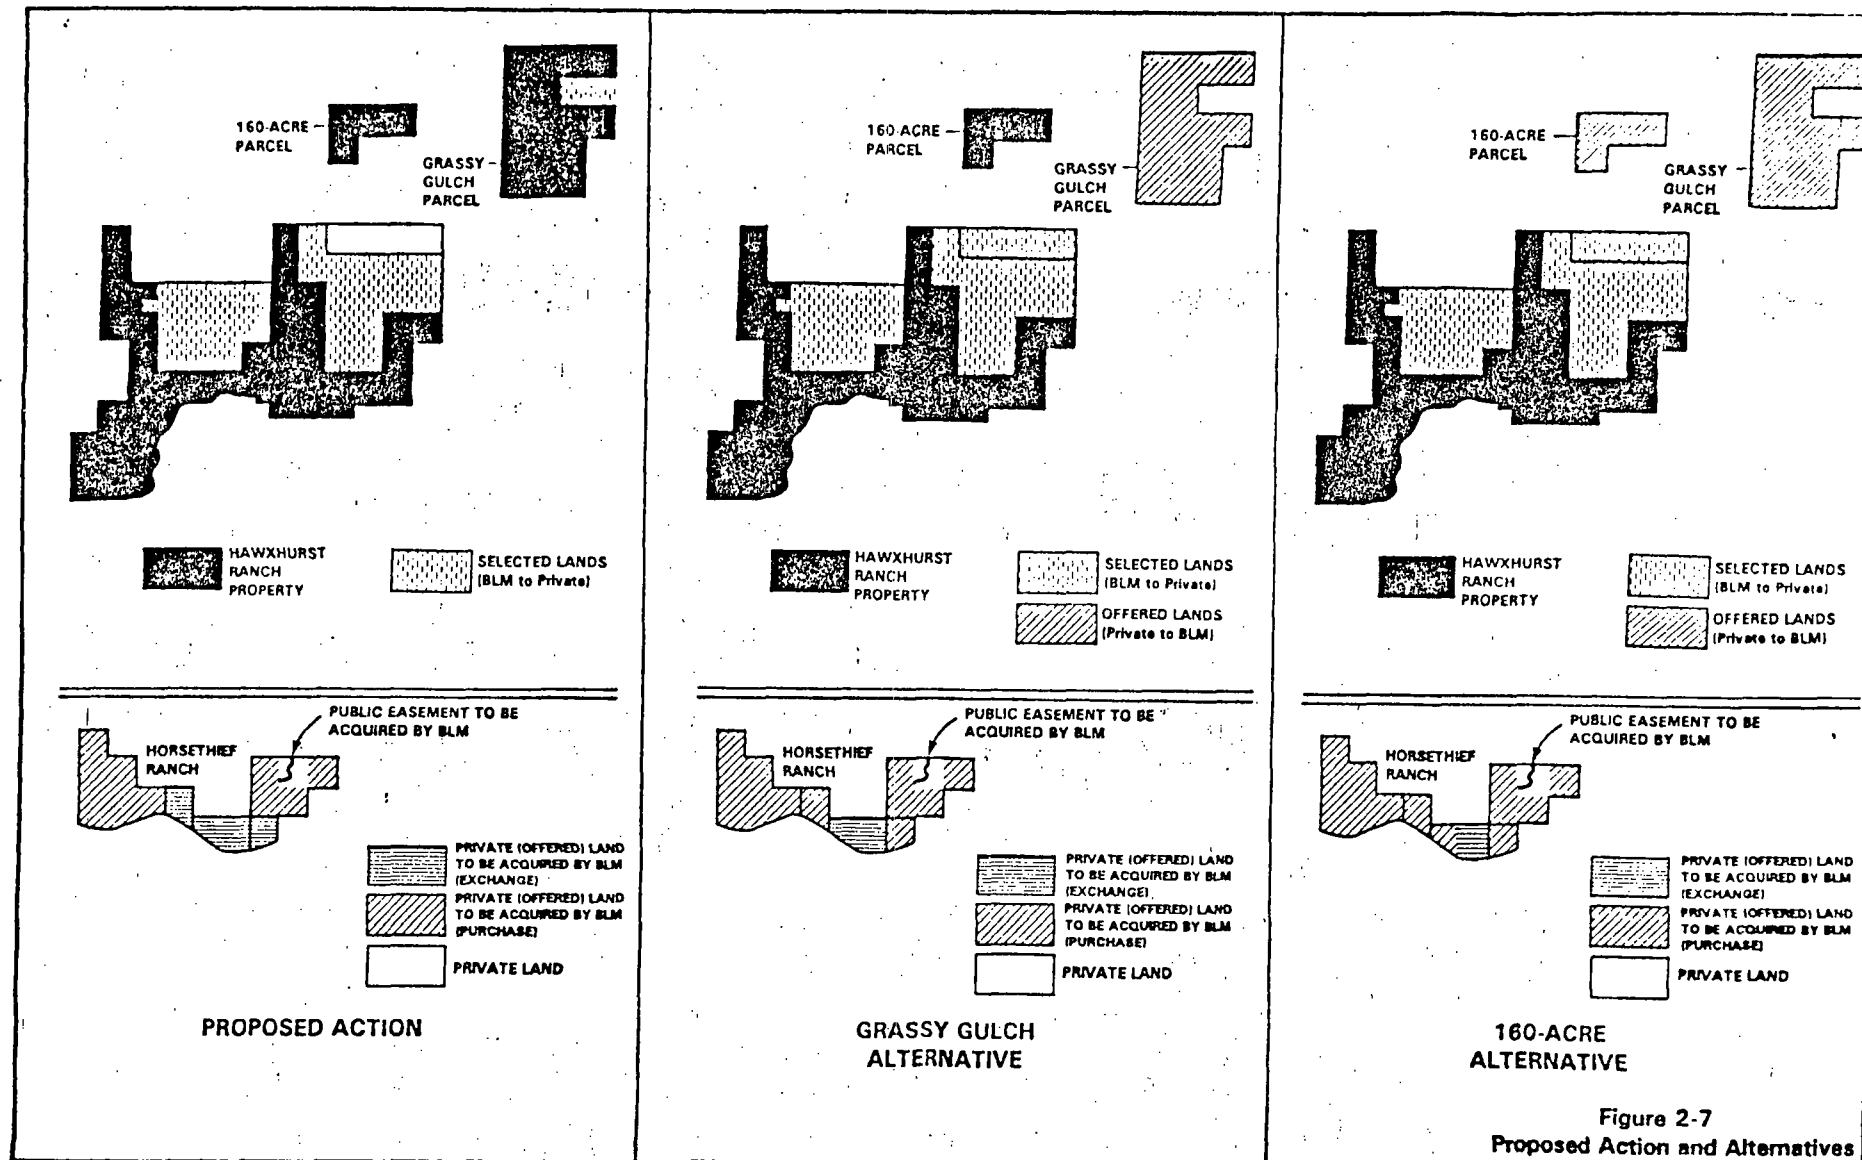 160-ACRE
PARCEL
GRASSY
GULCH
PARCEL
HAWXHURST
RANCH
PROPERTY
SELECTED LANDS
(BLM to Private)
PUBLIC EASEMENT TO BE
ACQUIRED BY BLM
HORSETHIEF
RANCH
PRIVATE (OFFERED) LAND
TO BE ACQUIRED BY BLM
(EXCHANGE)
PRIVATE (OFFERED) LAND
TO BE ACQUIRED BY BLM
(PURCHASE)
PRIVATE LAND
PROPOSED ACTION
160-ACRE
PARCEL
GRASSY
GULCH
PARCEL
HAWXHURST
RANCH
PROPERTY
SELECTED LANDS
(BLM to Private)
OFFERED LANDS
(Private to BLM)
PUBLIC EASEMENT TO BE
ACQUIRED BY BLM
HORSETHIEF
RANCH
PRIVATE (OFFERED) LAND
TO BE ACQUIRED BY BLM
(EXCHANGE)
PRIVATE (OFFERED) LAND
TO BE ACQUIRED BY BLM
(PURCHASE)
PRIVATE LAND
GRASSY GULCH
ALTERNATIVE
160-ACRE
PARCEL
GRASSY
GULCH
PARCEL
HAWXHURST
RANCH
PROPERTY
SELECTED LANDS
(BLM to Private)
OFFERED LANDS
(Private to BLM)
PUBLIC EASEMENT TO BE
ACQUIRED BY BLM
HORSETHIEF
RANCH
PRIVATE (OFFERED) LAND
TO BE ACQUIRED BY BLM
(EXCHANGE)
PRIVATE (OFFERED) LAND
TO BE ACQUIRED BY BLM
(PURCHASE)
PRIVATE LAND
160-ACRE
ALTERNATIVE
Figure 2-7
Proposed Action and Alternatives